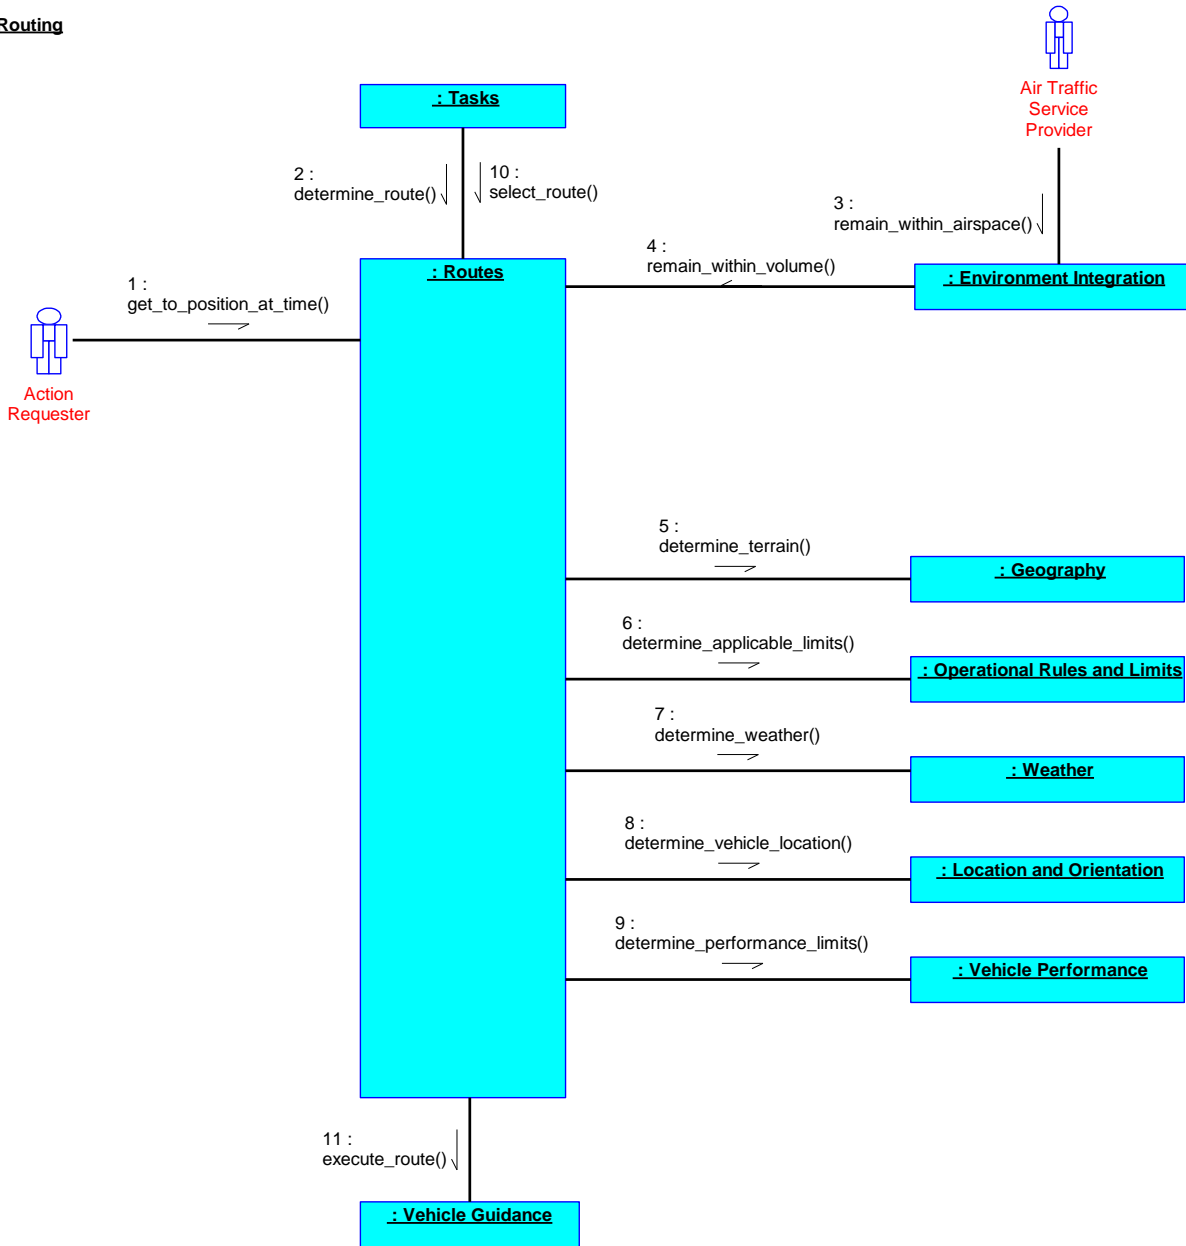 Routing
Air Traffic
Service
Provider
: Tasks
2 :
determine_route()
10 :
select_route()
3 :
remain_within_airspace()
4 :
remain_within_volume()
: Routes
: Environment Integration
1 :
get_to_position_at_time()
Action
Requester
5 :
determine_terrain()
: Geography
6 :
determine_applicable_limits()
: Operational Rules and Limits
7 :
determine_weather()
: Weather
8 :
determine_vehicle_location()
: Location and Orientation
9 :
determine_performance_limits()
: Vehicle Performance
11 :
execute_route()
: Vehicle Guidance